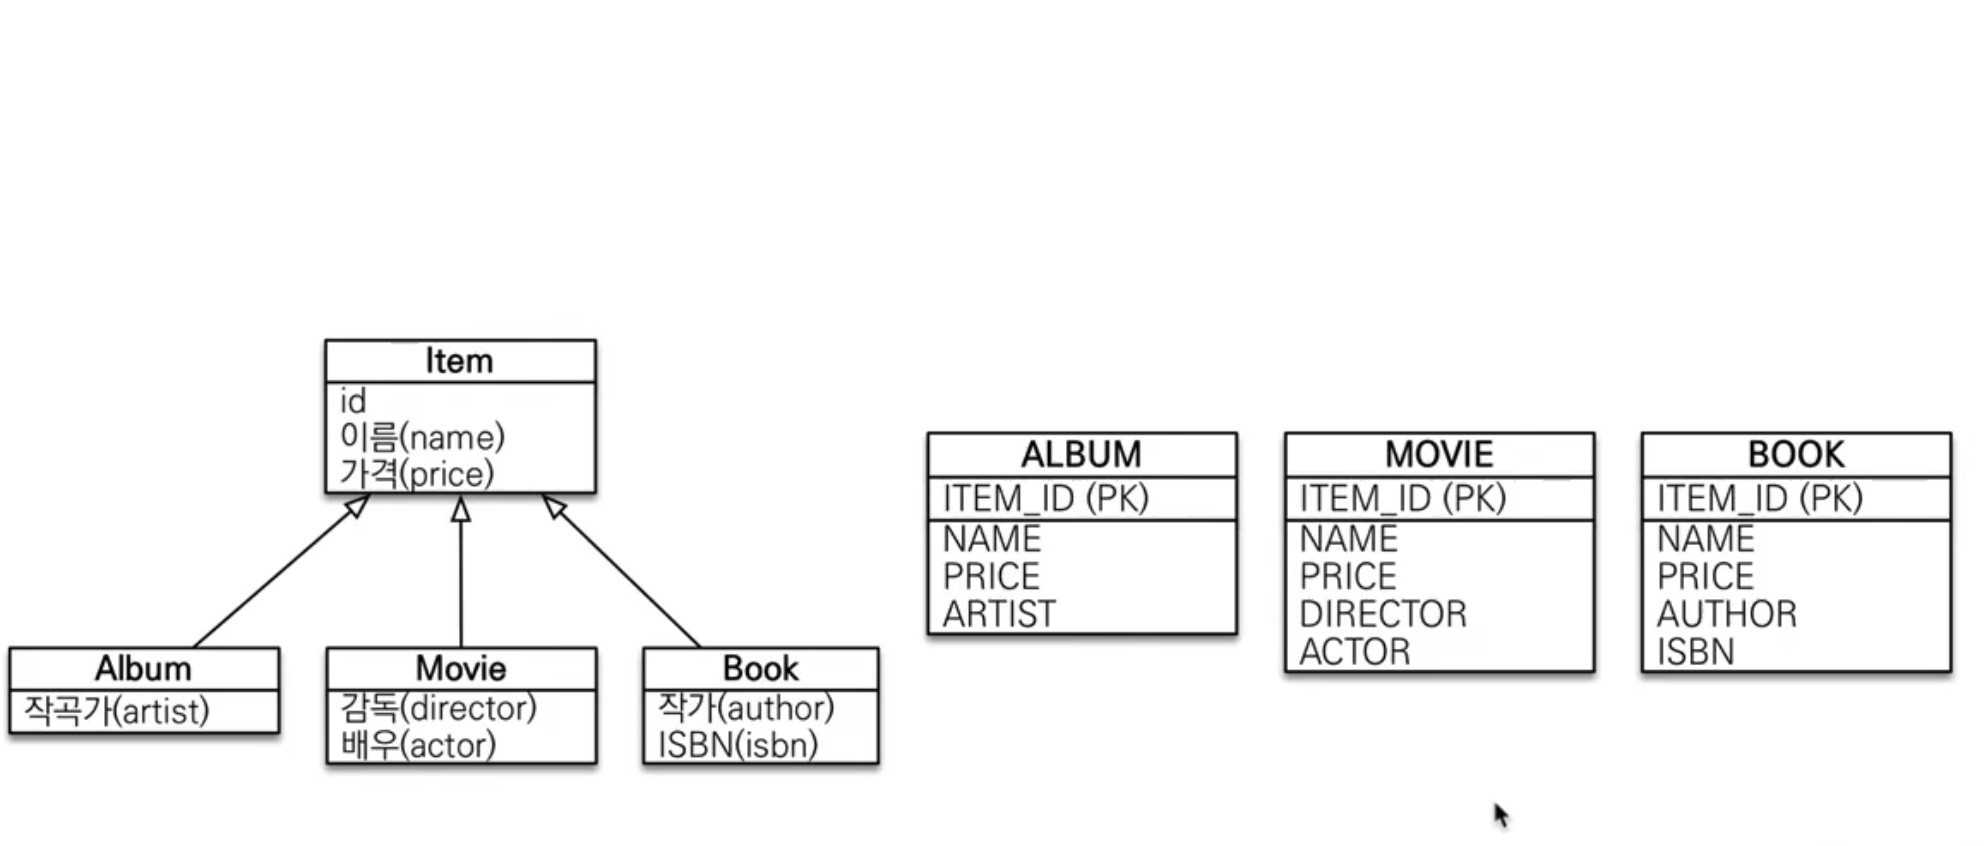 Item
id
이름(name)
가격(price)
Album
작곡가(artist)
Movie
감독(director)
배우(actor)
Book
작가(author)
ISBN(isbn)
ALBUM
ITEM_ID (PK)
NAME
PRICE
ARTIST
MOVIE
ITEM_ID (PK)
NAME
PRICE
DIRECTOR
ACTOR
BOOK
ITEM_ID (PK)
NAME
PRICE
AUTHOR
ISBN